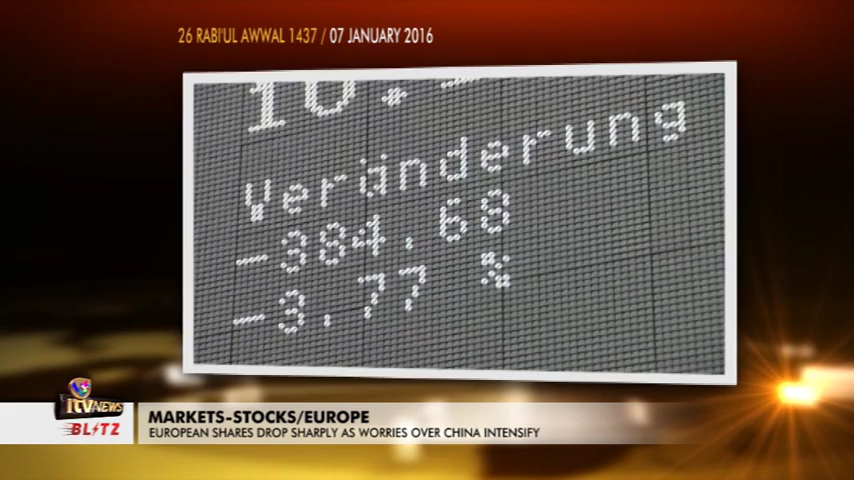 26 RABI'UL AWWAL 1437 / 07 JANUARY 2016
10.
Veränderung
-384.68
-3.77 %
iTVNEWS
BLITZ
MARKETS-STOCKS/EUROPE
EUROPEAN SHARES DROP SHARPLY AS WORRIES OVER CHINA INTENSIFY